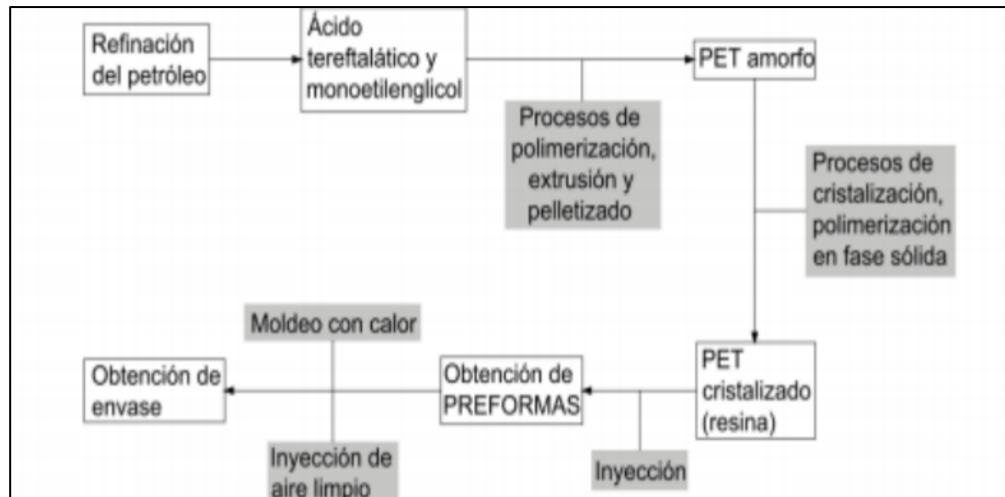 Refinación
del petróleo
Ácido
tereftalático y
monoetilenglicol
PET amorfo
Procesos de
polimerización,
extrusión y
pelletizado
Procesos de
cristalización,
polimerización
en fase sólida
Moldeo con calor
Obtención de
envase
Obtención de
PREFORMAS
PET
cristalizado
(resina)
Inyección de
aire limpio
Inyección